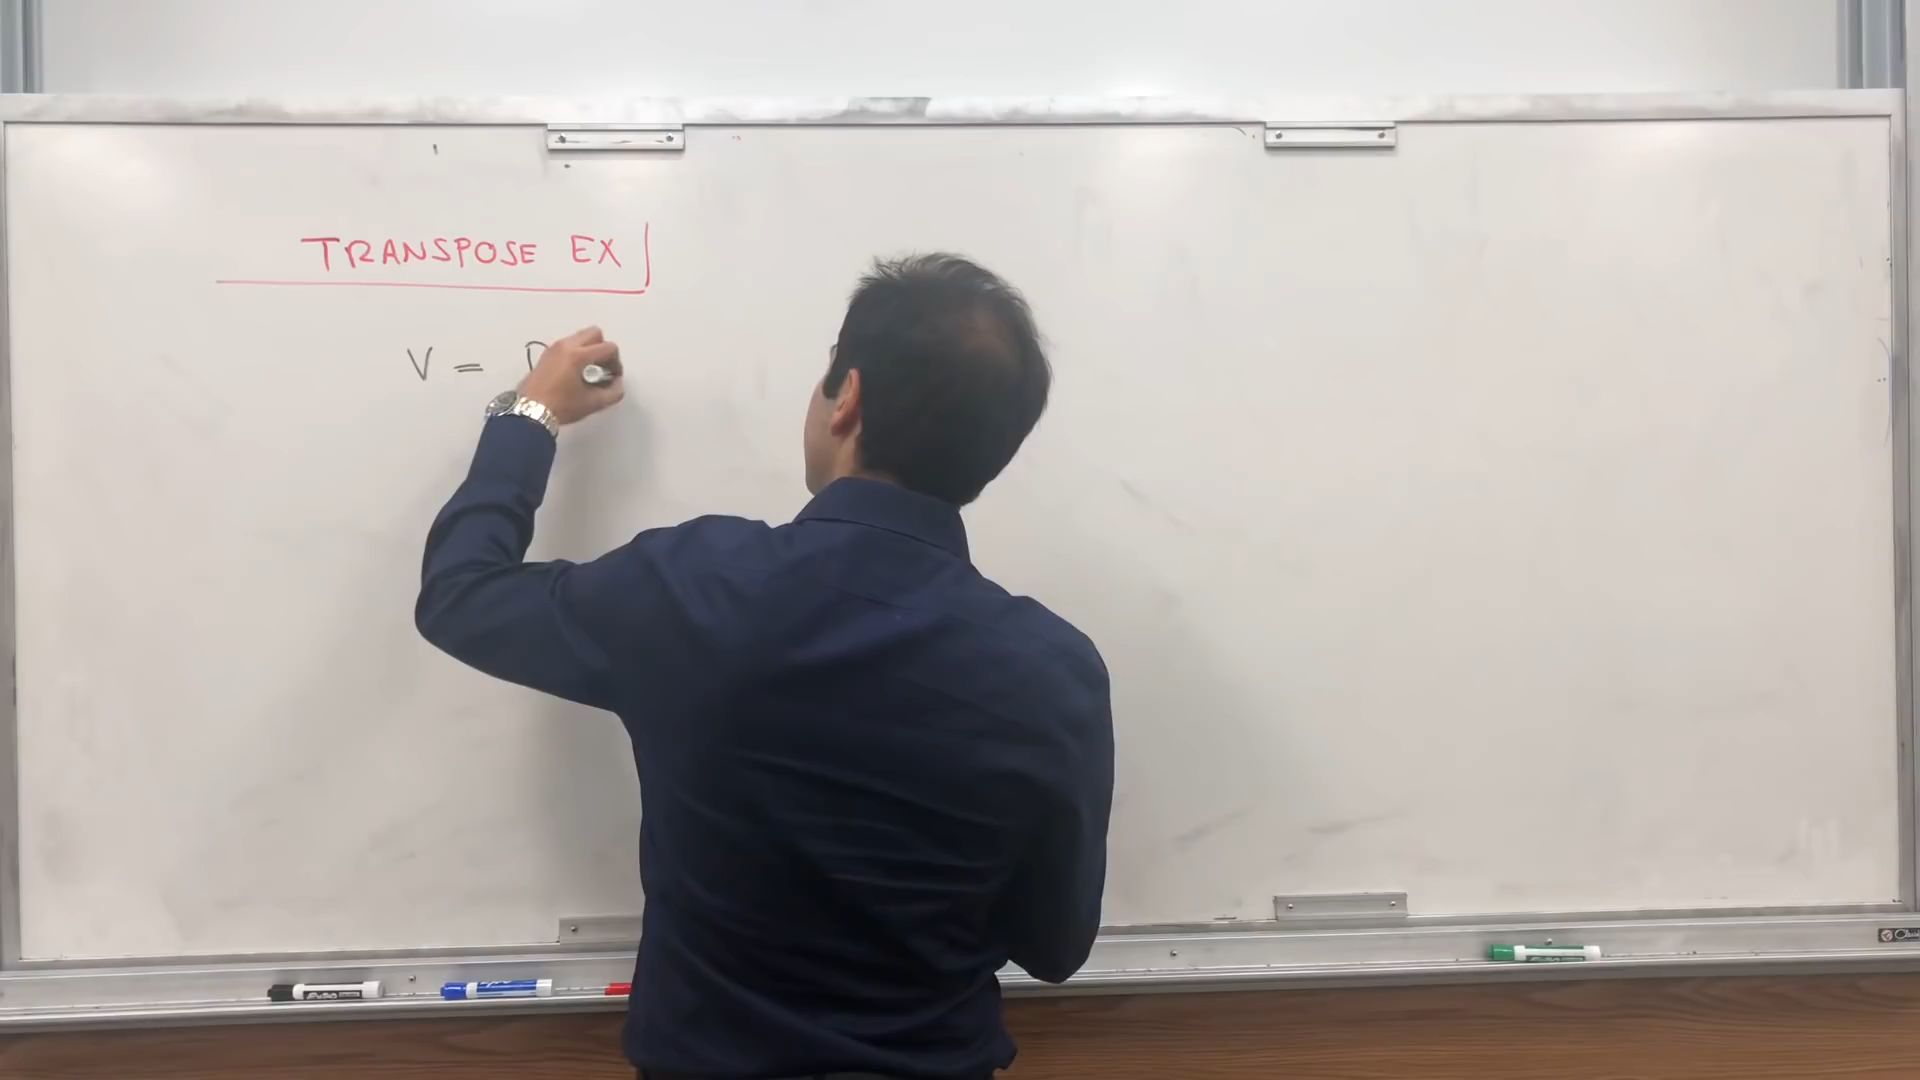 TRANSPOSE EX
V =